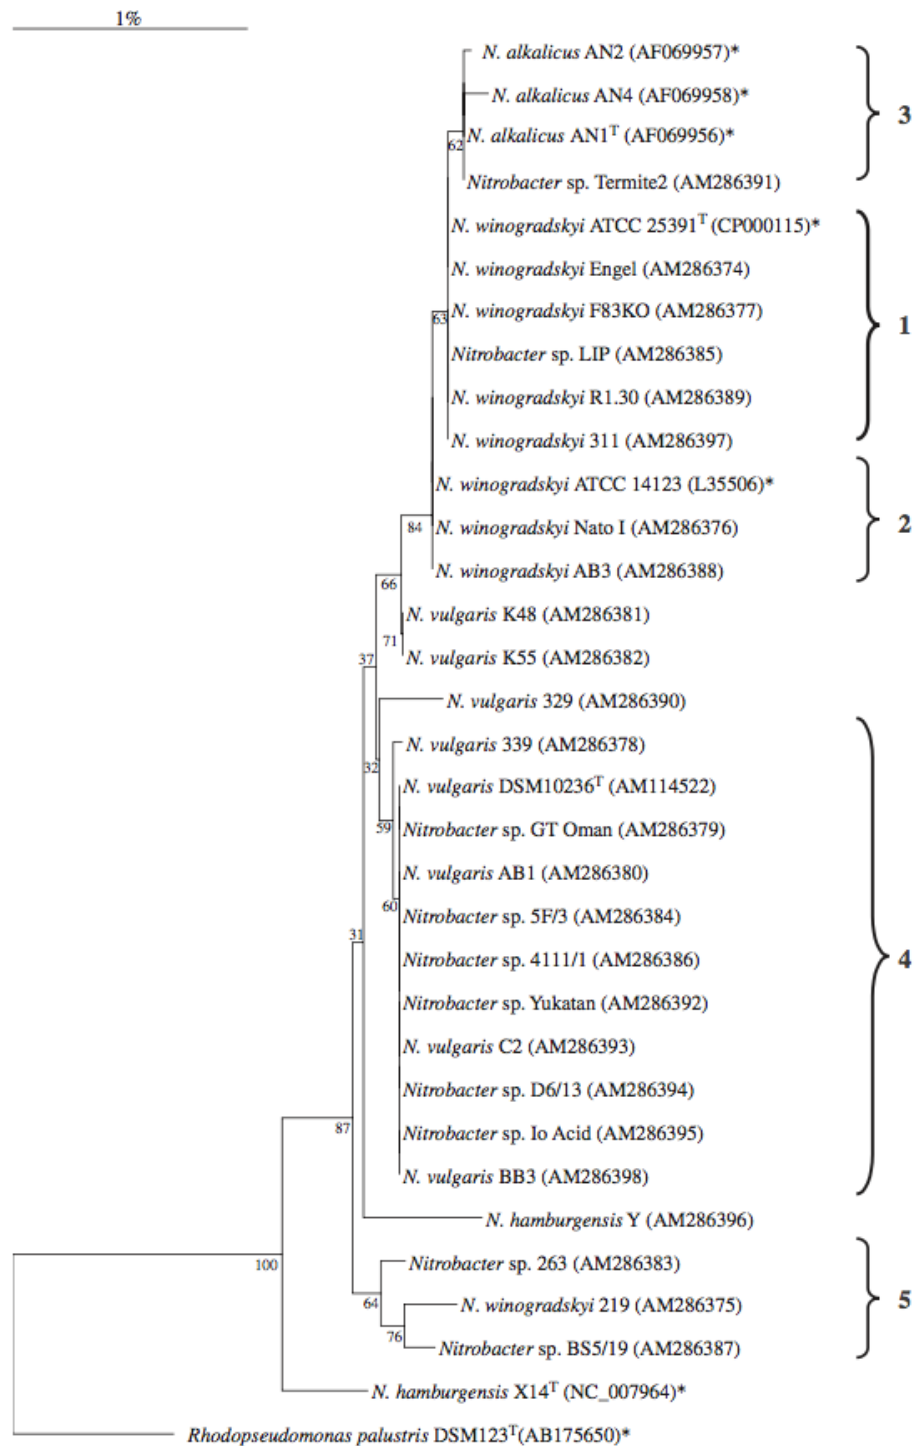 1%
N. alkalicus AN2 (AF069957)*
N. alkalicus AN4 (AF069958)*
3
N. alkalicus AN1T (AF069956)*
62
Nitrobacter sp. Termite2 (AM286391)
N. winogradskyi ATCC 25391T (CP000115)*
N. winogradskyi Engel (AM286374)
N. winogradskyi F83KO (AM286377)
63
1
Nitrobacter sp. LIP (AM286385)
N. winogradskyi R1.30 (AM286389)
N. winogradskyi 311 (AM286397)
N. winogradskyi ATCC 14123 (L35506)*
84
N. winogradskyi Nato I (AM286376)
2
N. winogradskyi AB3 (AM286388)
66
N. vulgaris K48 (AM286381)
71
N. vulgaris K55 (AM286382)
37
N. vulgaris 329 (AM286390)
N. vulgaris 339 (AM286378)
32
N. vulgaris DSM10236T (AM114522)
Nitrobacter sp. GT Oman (AM286379)
59
N. vulgaris AB1 (AM286380)
60
Nitrobacter sp. 5F/3 (AM286384)
31
Nitrobacter sp. 4111/1 (AM286386)
4
Nitrobacter sp. Yukatan (AM286392)
N. vulgaris C2 (AM286393)
Nitrobacter sp. D6/13 (AM286394)
87
Nitrobacter sp. Io Acid (AM286395)
N. vulgaris BB3 (AM286398)
N. hamburgensis Y (AM286396)
100
Nitrobacter sp. 263 (AM286383)
64
N. winogradskyi 219 (AM286375)
5
76
Nitrobacter sp. BS5/19 (AM286387)
N. hamburgensis X14T (NC_007964)*
Rhodopseudomonas palustris DSM123T(AB175650)*